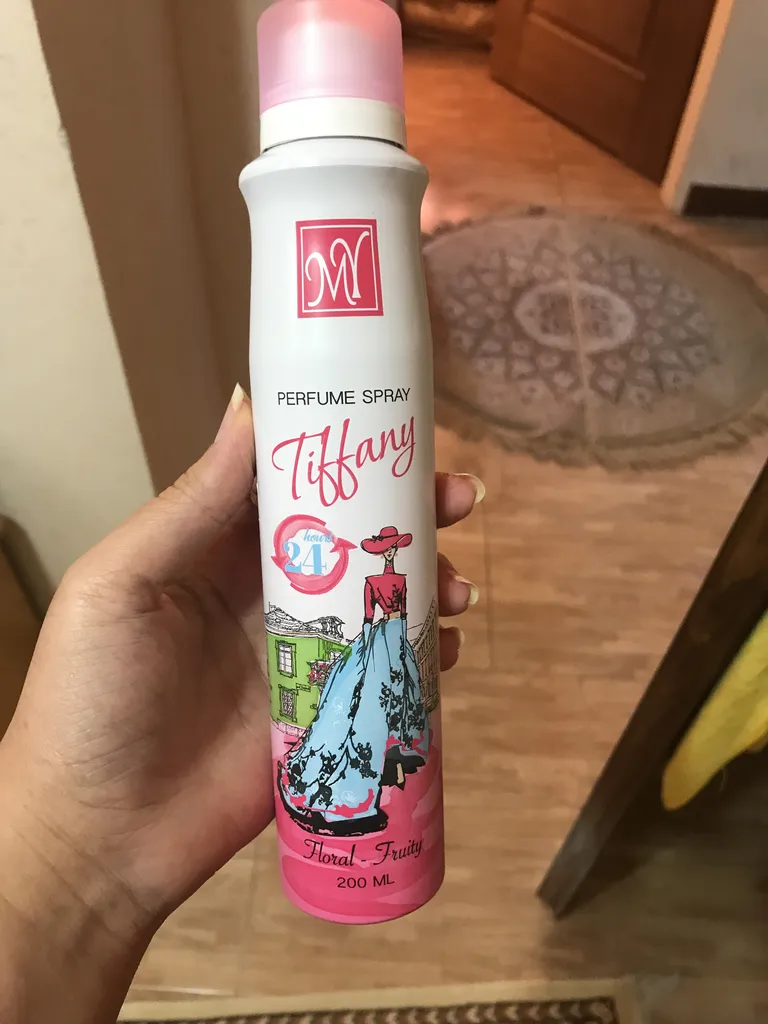 MY
PERFUME SPRAY
Tiffany
hours
24
Floral - Fruity
200 ML